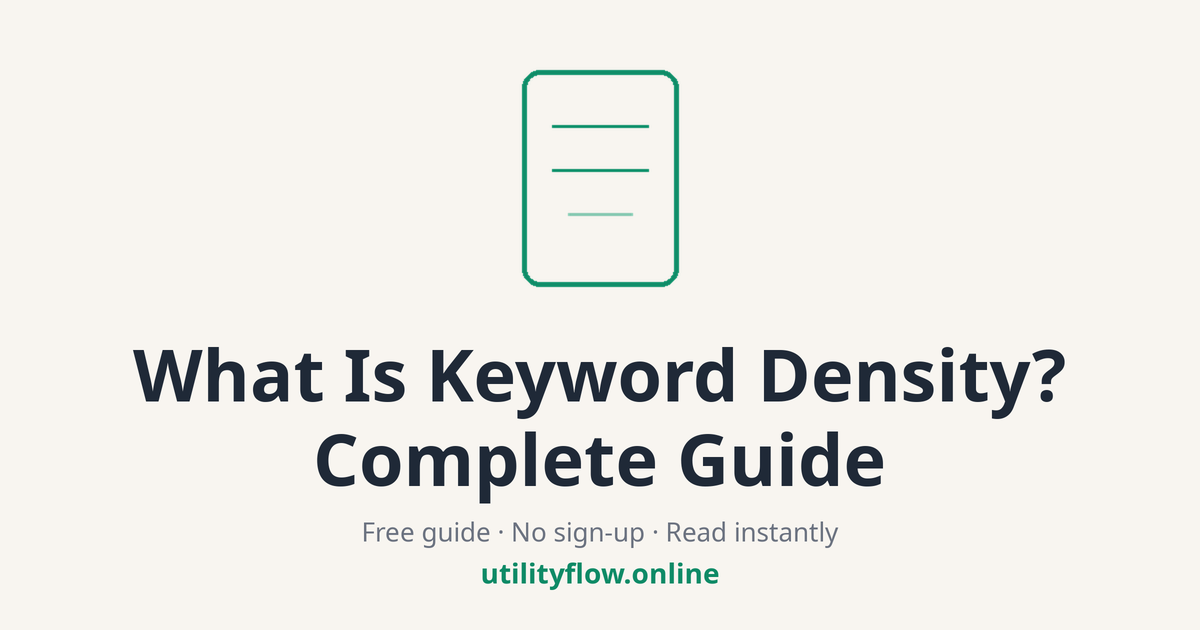 What Is Keyword Density?
Complete Guide
Free guide · No sign-up · Read instantly
utilityflow.online